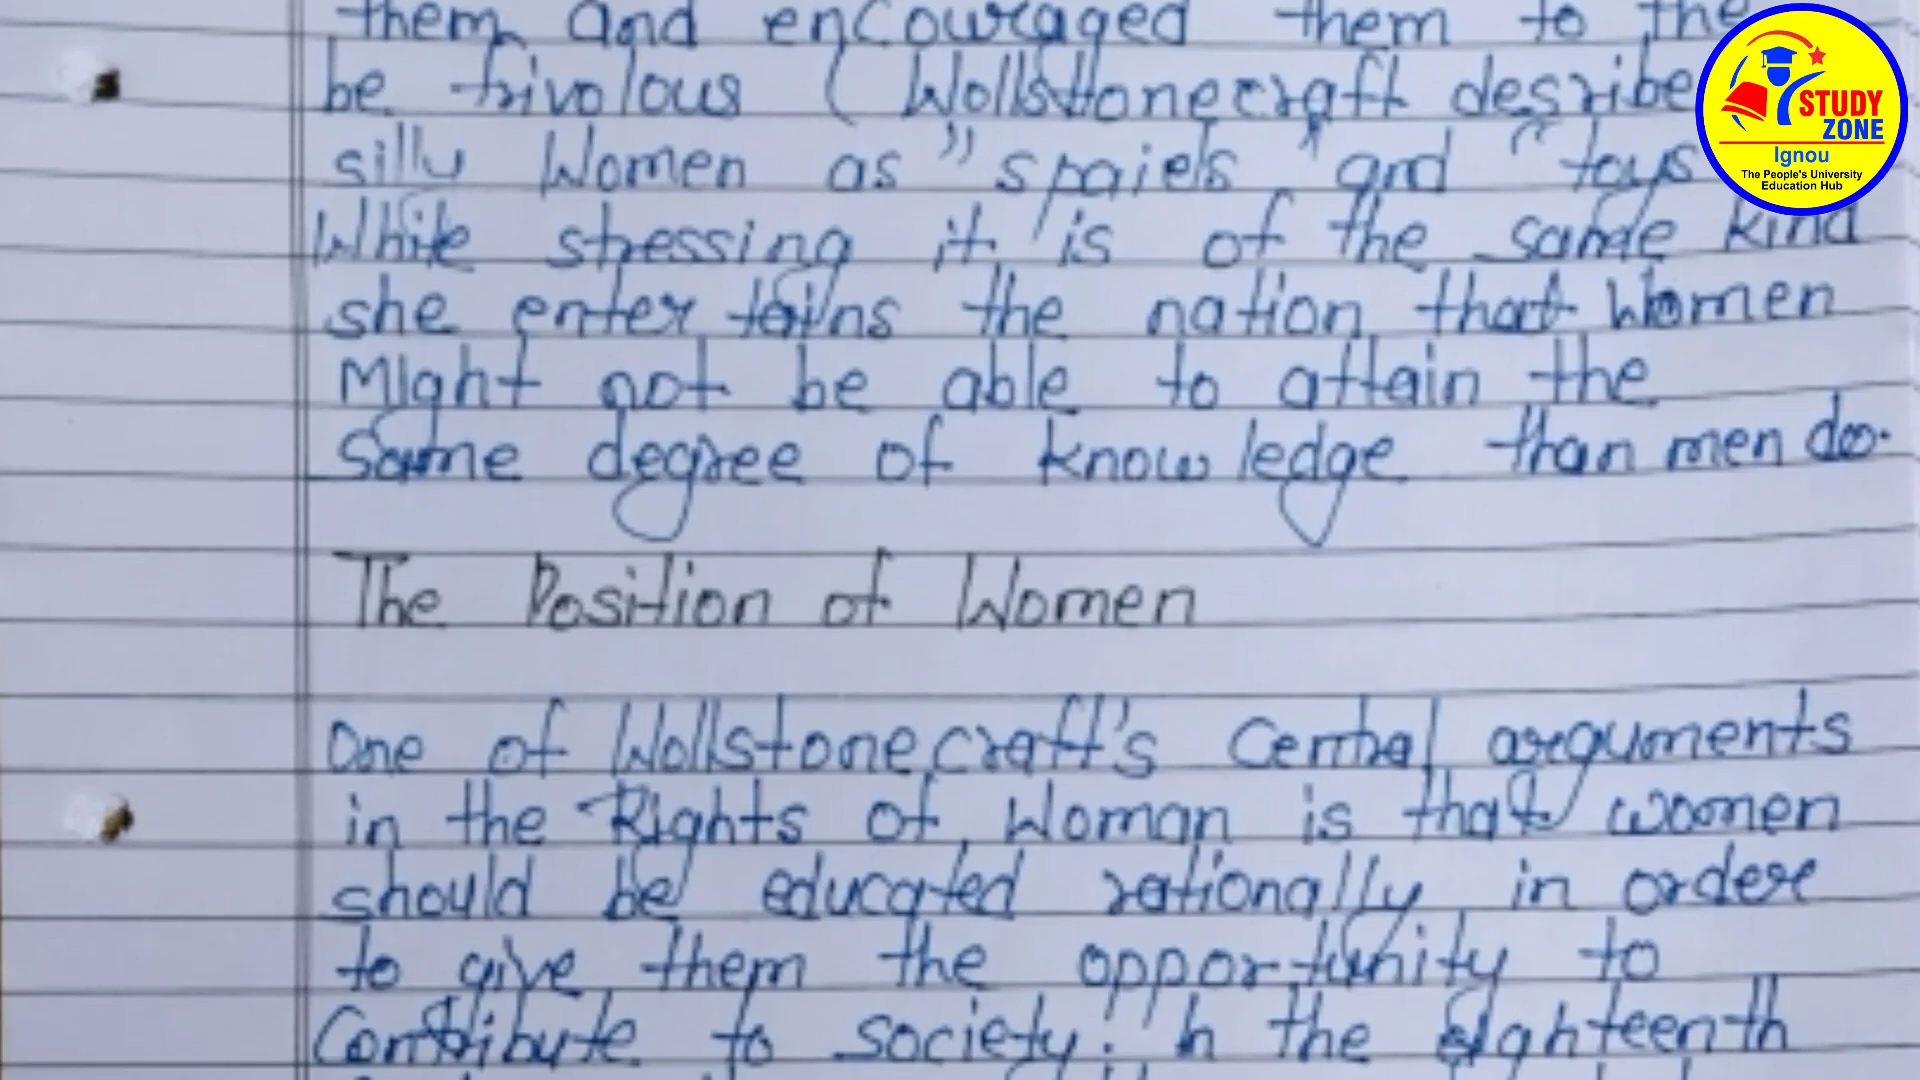 them and encouraged them to the
be frivolous ( Wollstonecraft desribe
silly Women as " spaiels " and " toys
While stressing it is of the same kind
she entertains the nation that Women
Might not be able to attain the
Same degree of knowledge than men do.
The Position of Women
One of Wollstonecraft's Central arguments
in the Rights of Woman is that women
should be educated rationally in order
to give them the opportunity to
Contribute to society. In the Eighteenth
STUDY
ZONE
Ignou
The People's University
Education Hub